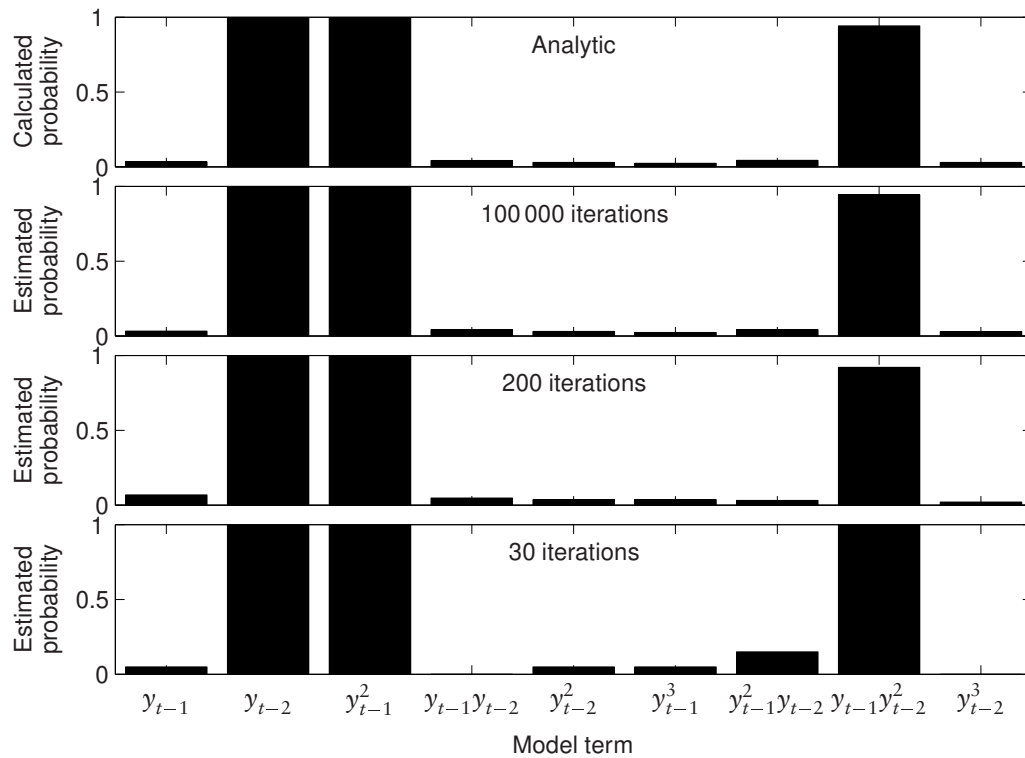 Calculated probability
1
0.5
0
Analytic
Estimated probability
1
0.5
0
100 000 iterations
Estimated probability
1
0.5
0
200 iterations
Estimated probability
1
0.5
0
30 iterations
y_{t−1} y_{t−2} y_{t−1}^2 y_{t−1}y_{t−2} y_{t−2}^2 y_{t−1}^3 y_{t−1}^2y_{t−2} y_{t−1}y_{t−2}^2 y_{t−2}^3
Model term